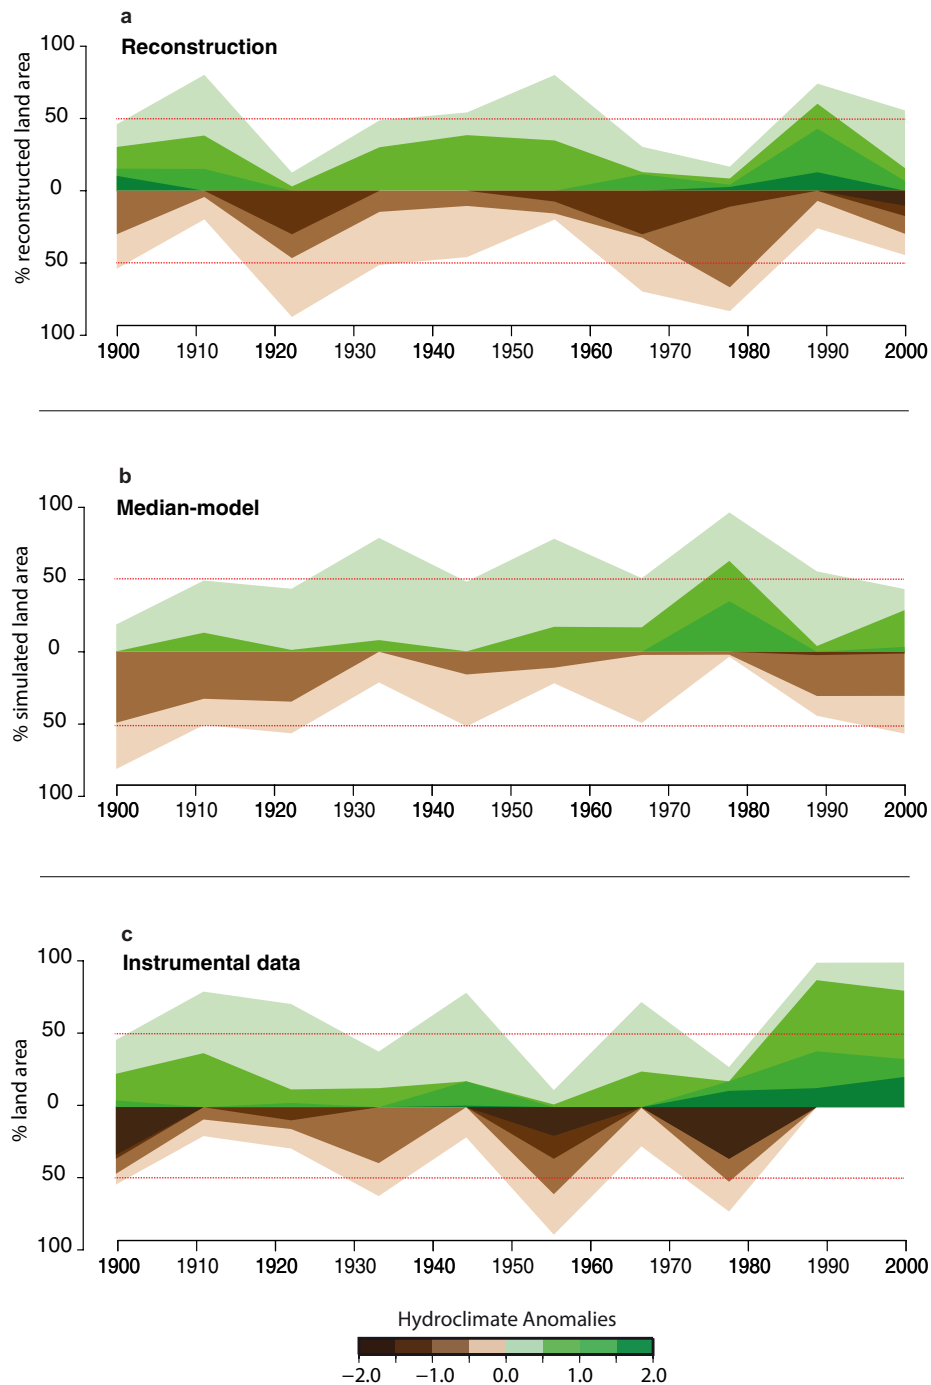 a
Reconstruction
100
50
0
50
100
% reconstructed land area
1900 1910 1920 1930 1940 1950 1960 1970 1980 1990 2000
b
Median-model
100
50
0
50
100
% simulated land area
1900 1910 1920 1930 1940 1950 1960 1970 1980 1990 2000
c
Instrumental data
100
50
0
50
100
% land area
1900 1910 1920 1930 1940 1950 1960 1970 1980 1990 2000
Hydroclimate Anomalies
−2.0 −1.0 0.0 1.0 2.0